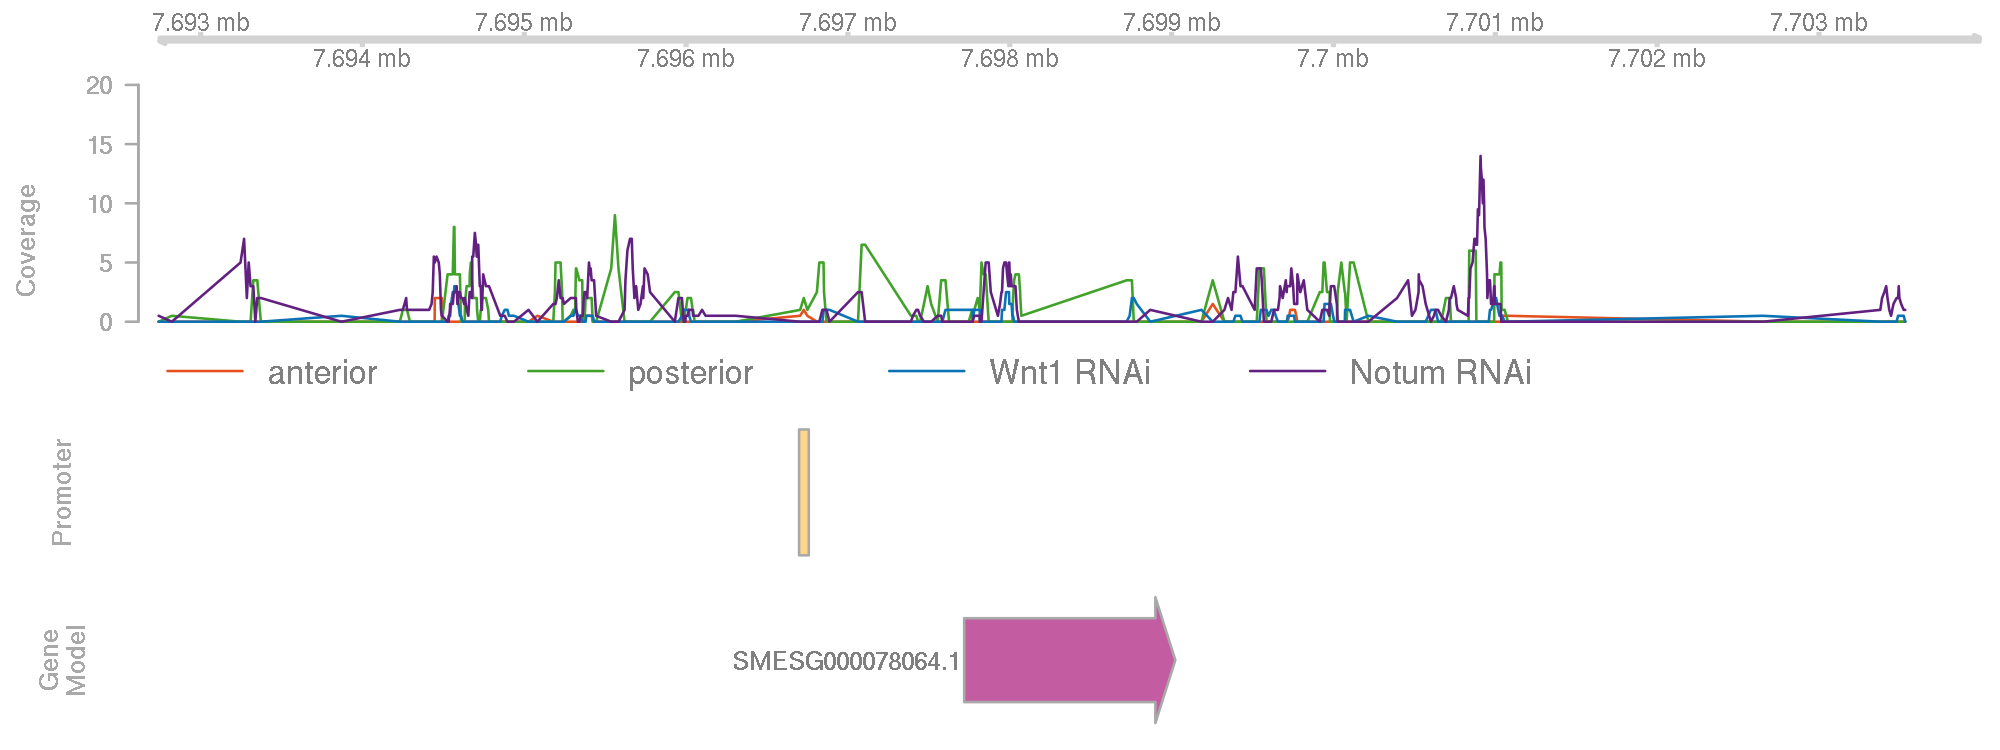 7.693 mb 7.695 mb 7.697 mb 7.699 mb 7.701 mb 7.703 mb
7.694 mb 7.696 mb 7.698 mb 7.7 mb 7.702 mb
20
15
10
5
0
Coverage
anterior posterior Wnt1 RNAi Notum RNAi
Promoter
Gene
Model
SMESG000078064.1